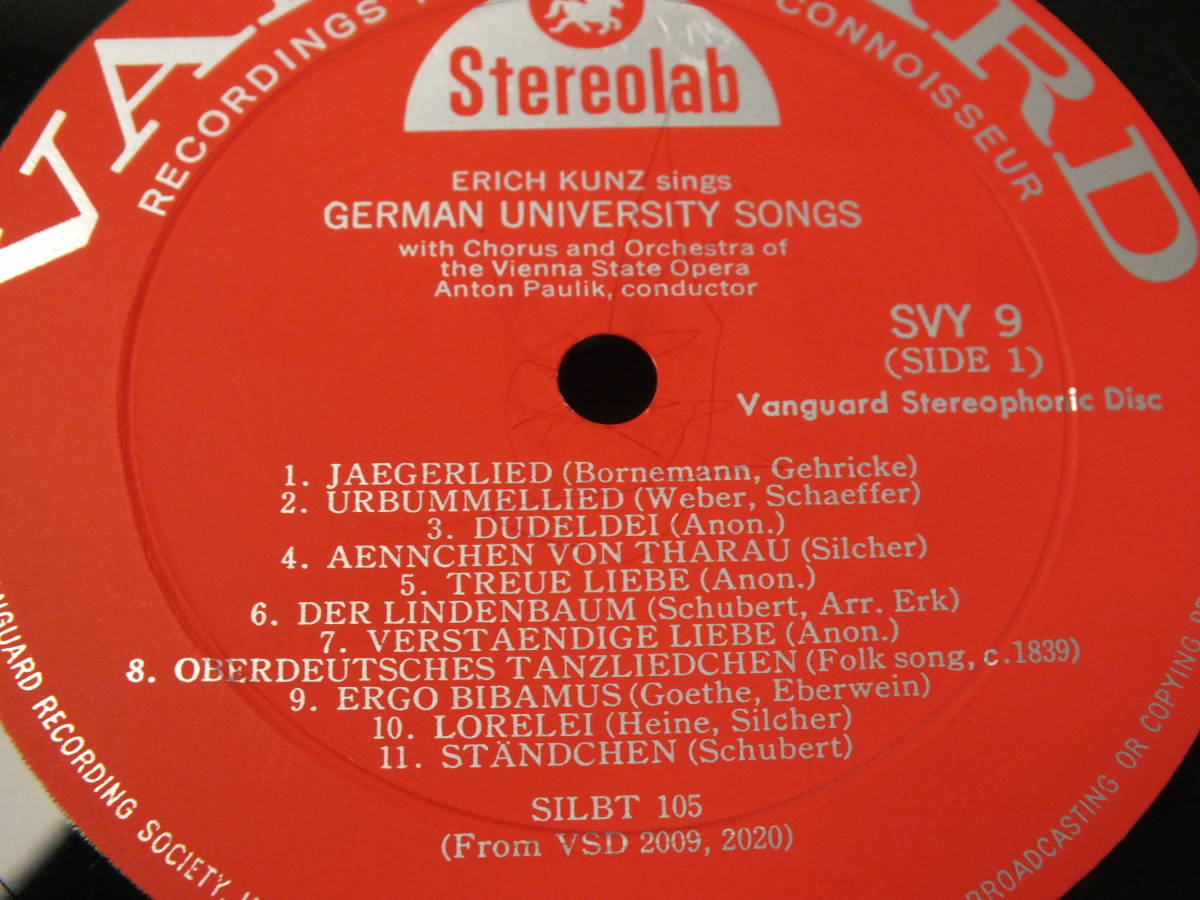 RECORDINGS
CONNOISSEUR
Stereolab
ERICH KUNZ sings
GERMAN UNIVERSITY SONGS
with Chorus and Orchestra of
the Vienna State Opera
Anton Paulik, conductor
SVY 9
(SIDE 1)
Vanguard Stereophonic Disc
1. JAEGERLIED (Bornemann, Gehricke)
2. URBUMMELLIED (Weber, Schaeffer)
3. DUDELDEI (Anon.)
4. AENNCHEN VON THARAU (Silcher)
5. TREUE LIEBE (Anon.)
6. DER LINDENBAUM (Schubert, Arr. Erk)
7. VERSTAENDIGE LIEBE (Anon.)
8. OBERDEUTSCHES TANZLIEDCHEN (Folk song, c.1839)
9. ERGO BIBAMUS (Goethe, Eberwein)
10. LORELEI (Heine, Silcher)
11. STÄNDCHEN (Schubert)
SILBT 105
(From VSD 2009, 2020)
RECORDING SOCIETY,
BROADCASTING OR COPYING